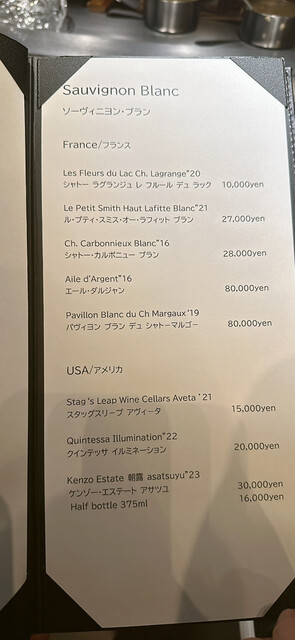 Sauvignon Blanc
ソーヴィニヨン・ブラン
France/フランス
Les Fleurs du Lac Ch. Lagrange"20
シャトー ラグランジュ レ フルール デュ ラック 10,000yen
Le Petit Smith Haut Lafitte Blanc"21
ル・プティ・スミス・オー・ラフィット ブラン 27,000yen
Ch. Carbonnieux Blanc"16
シャトー・カルボニュー ブラン 28,000yen
Aile d'Argent"16
エール・ダルジャン 80,000yen
Pavillon Blanc du Ch Margaux'19
パヴィヨン ブラン デュ シャトーマルゴー 80,000yen
USA/アメリカ
Stag's Leap Wine Cellars Aveta '21
スタッグスリープ アヴィータ 15,000yen
Quintessa Illumination"22
クインテッサ イルミネーション 20,000yen
Kenzo Estate 朝露 asatsuyu"23
ケンゾー・エステート アサツユ 30,000yen
Half bottle 375ml 16,000yen